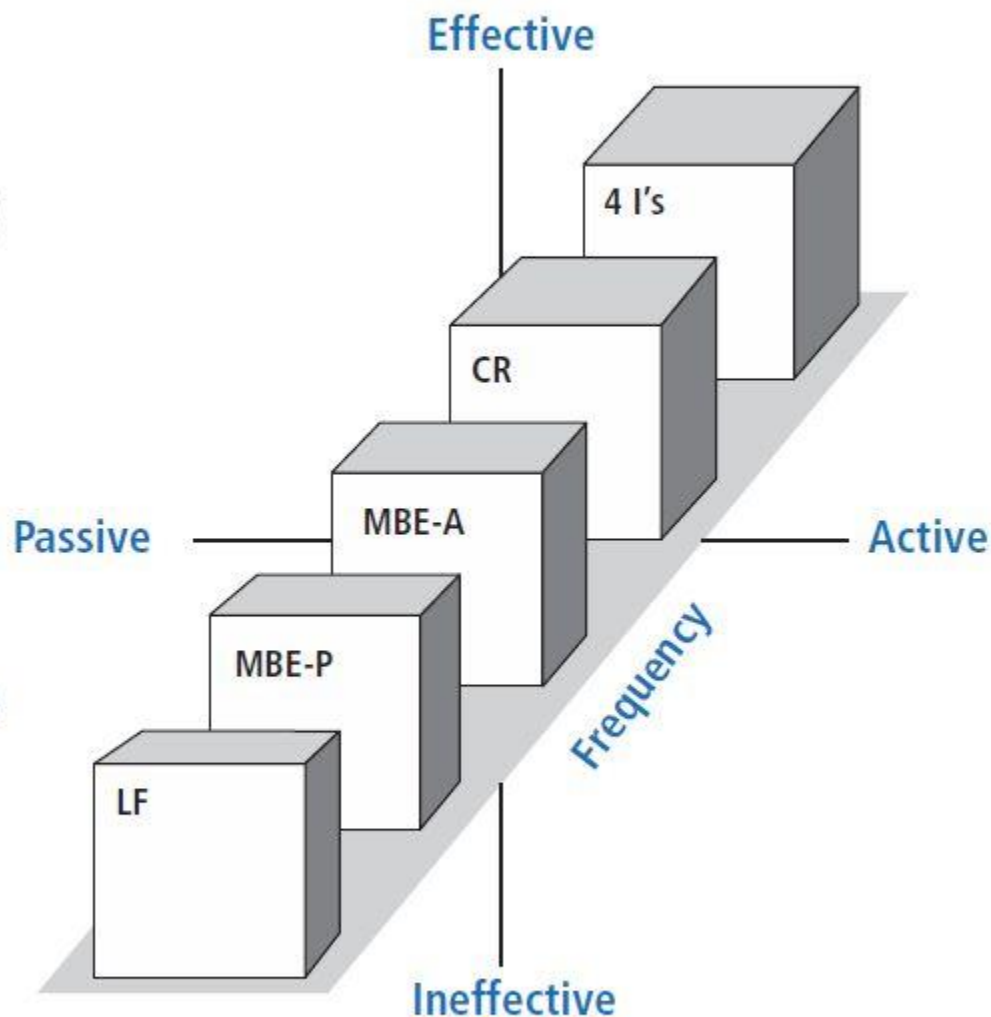 Effective
4 I's
CR
MBE-A
Passive
Active
MBE-P
Frequency
LF
Ineffective